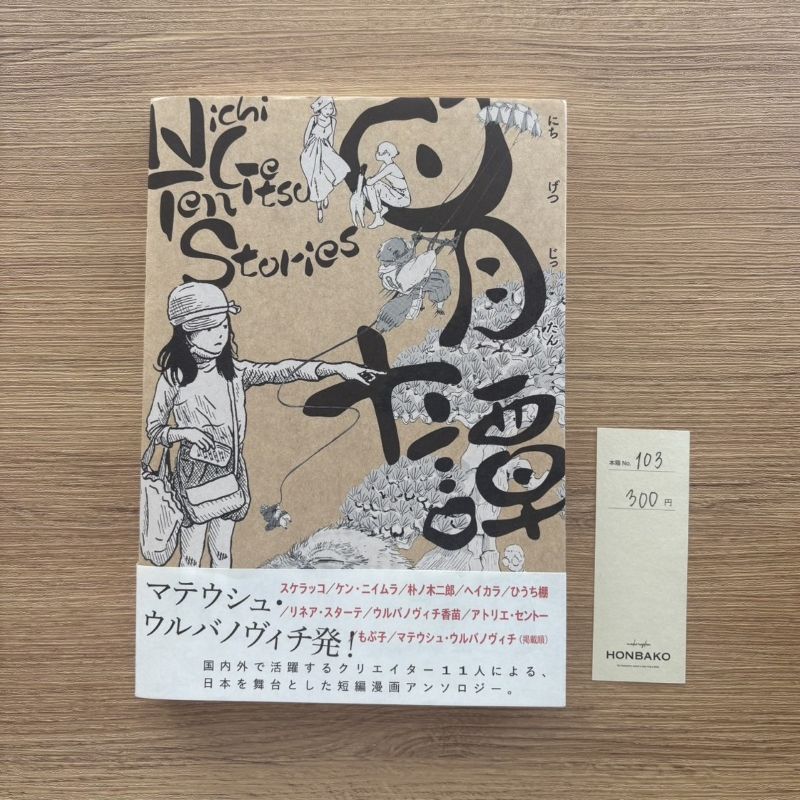 Nichi
Getsu
Ten
Stories
日月十譚
にち げつ じっ たん
マテウシュ・
ウルバノヴィチ発!
スケラッコ/ケン・ニイムラ/朴ノ木二郎/ヘイカラ/ひうち棚
/リネア・スターテ/ウルバノヴィチ香苗/アトリエ・セントー
もぶ子/マテウシュ・ウルバノヴィチ(掲載順)
国内外で活躍するクリエイター11人による、
日本を舞台とした短編漫画アンソロジー。
本箱 No. 103
300 円
HONBAKO